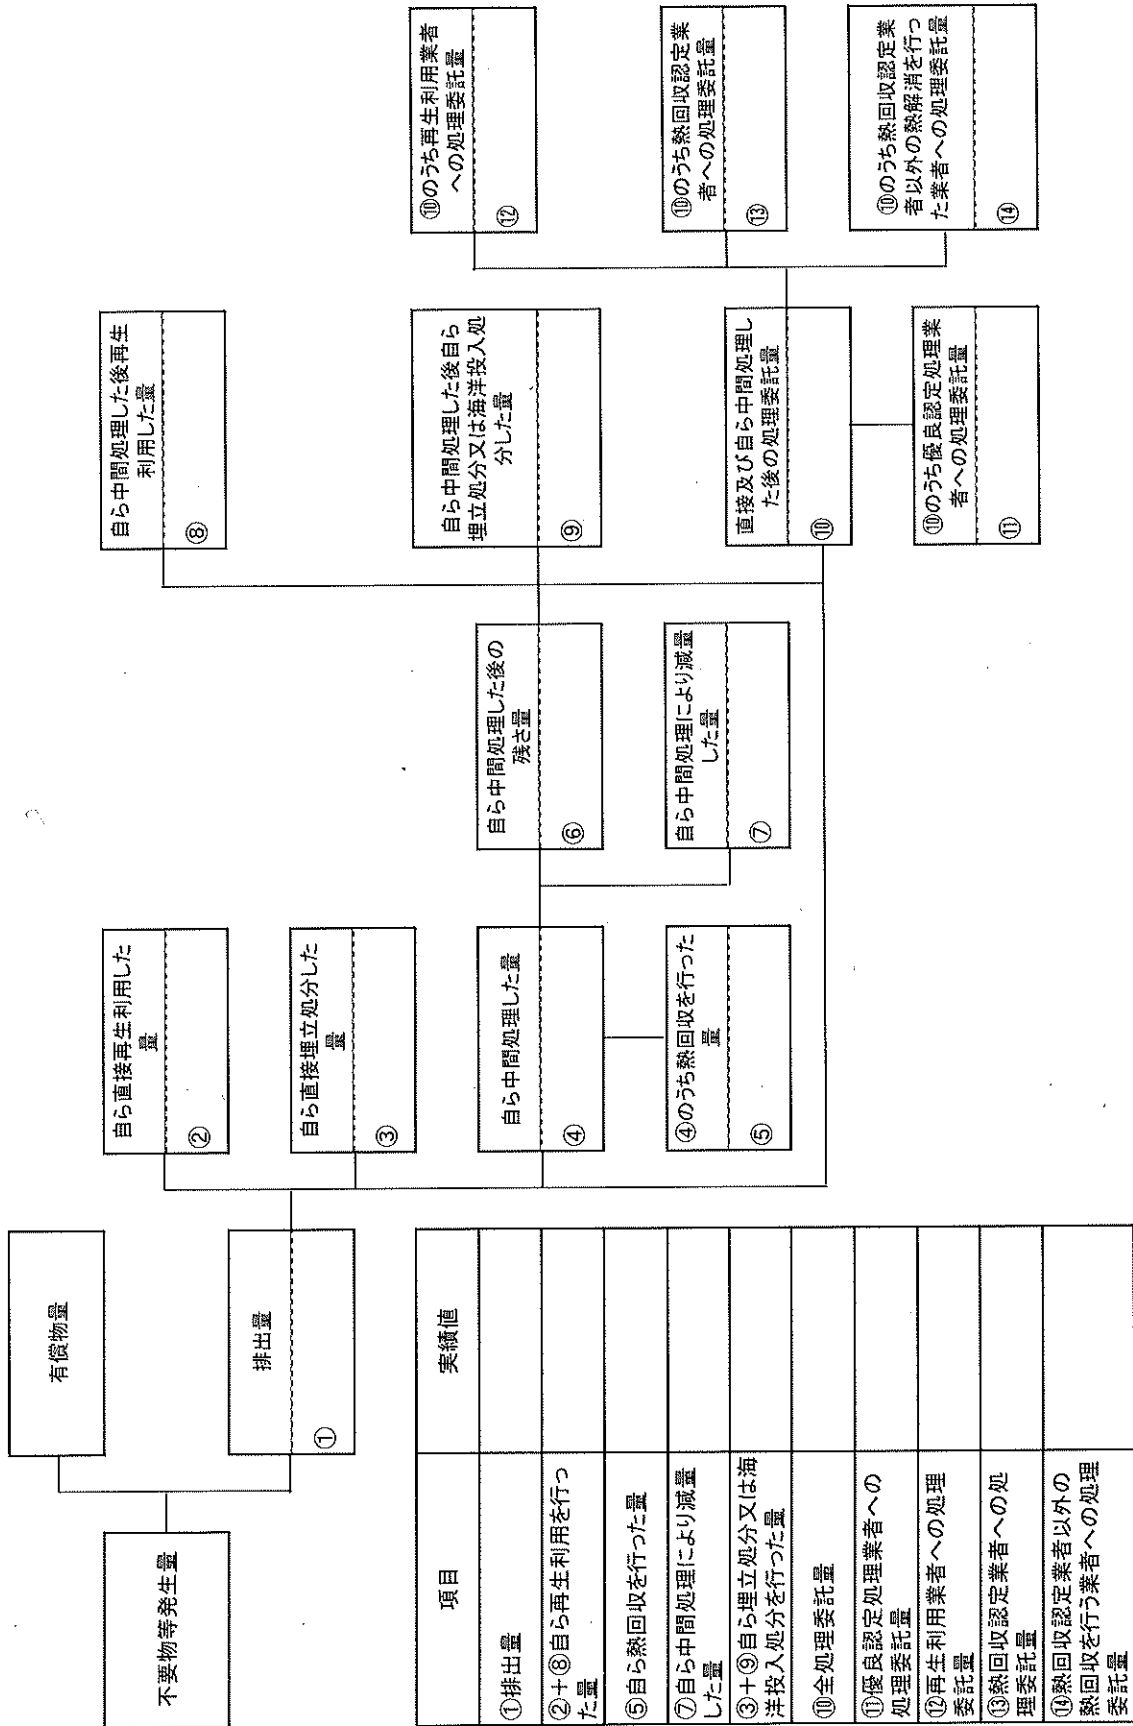 不要物等発生量
有償物量
排出量
①
自ら直接再生利用した
量
②
自ら直接埋立処分した
量
③
自ら中間処理した量
④
④のうち熱回収を行った
量
⑤
自ら中間処理した後の
残さ量
⑥
自ら中間処理により減量
した量
⑦
自ら中間処理した後再生
利用した量
⑧
自ら中間処理した後自ら
埋立処分又は海洋投入処
分した量
⑨
直接及び自ら中間処理し
た後の処理委託量
⑩
⑩のうち優良認定処理業
者への処理委託量
⑪
⑩のうち再生利用業者
への処理委託量
⑫
⑩のうち熱回収認定業
者への処理委託量
⑬
⑩のうち熱回収認定業
者以外の熱解消を行っ
た業者への処理委託量
⑭
項目
実績値
①排出量
②+⑧自ら再生利用を行っ
た量
⑤自ら熱回収を行った量
⑦自ら中間処理により減量
した量
③+⑨自ら埋立処分又は海
洋投入処分を行った量
⑩全処理委託量
⑪優良認定処理業者への
処理委託量
⑫再生利用業者への処理
委託量
⑬熱回収認定業者への処
理委託量
⑭熱回収認定業者以外の
熱回収を行う業者への処理
委託量